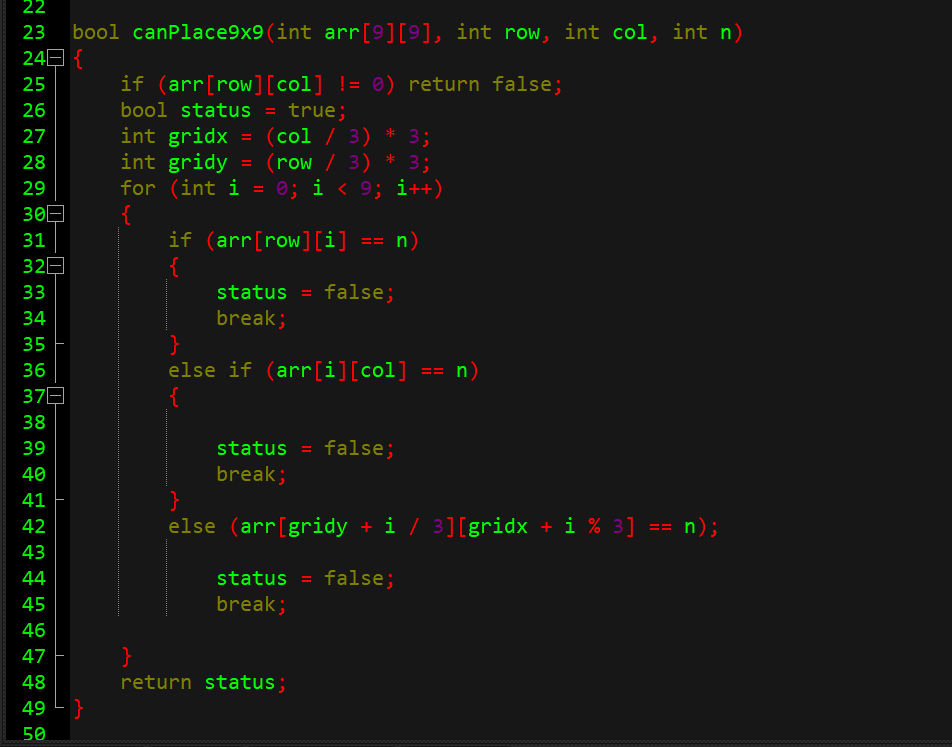 22
23 bool canPlace9x9(int arr[9][9], int row, int col, int n)
24 {
25 if (arr[row][col] != 0) return false;
26 bool status = true;
27 int gridx = (col / 3) * 3;
28 int gridy = (row / 3) * 3;
29 for (int i = 0; i < 9; i++)
30 {
31 if (arr[row][i] == n)
32 {
33 status = false;
34 break;
35 }
36 else if (arr[i][col] == n)
37 {
38
39 status = false;
40 break;
41 }
42 else (arr[gridy + i / 3][gridx + i % 3] == n);
43
44 status = false;
45 break;
46
47 }
48 return status;
49 }
50